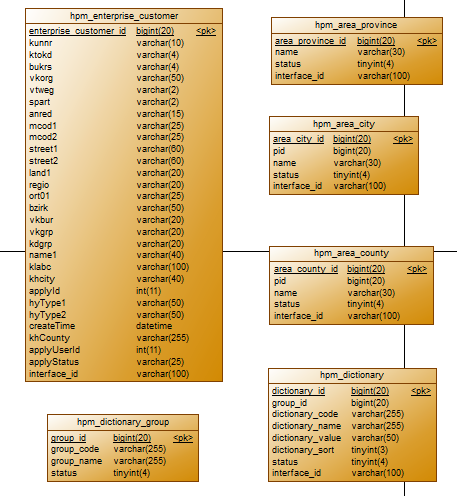 hpm_enterprise_customer
enterprise_customer_id bigint(20) <pk>
kunnr varchar(10)
ktokd varchar(4)
bukrs varchar(4)
vkorg varchar(50)
vtweg varchar(2)
spart varchar(2)
anred varchar(15)
mcod1 varchar(25)
mcod2 varchar(25)
street1 varchar(60)
street2 varchar(60)
land1 varchar(20)
regio varchar(20)
ort01 varchar(25)
bzirk varchar(50)
vkbur varchar(20)
vkgrp varchar(20)
kdgrp varchar(20)
name1 varchar(40)
klabc varchar(100)
khcity varchar(40)
applyId int(11)
hyType1 varchar(50)
hyType2 varchar(50)
createTime datetime
khCounty varchar(255)
applyUserId int(11)
applyStatus varchar(25)
interface_id varchar(100)
hpm_dictionary_group
group_id bigint(20) <pk>
group_code varchar(255)
group_name varchar(255)
status tinyint(4)
hpm_area_province
area_province_id bigint(20) <pk>
name varchar(30)
status tinyint(4)
interface_id varchar(100)
hpm_area_city
area_city_id bigint(20) <pk>
pid bigint(20)
name varchar(30)
status tinyint(4)
interface_id varchar(100)
hpm_area_county
area_county_id bigint(20) <pk>
pid bigint(20)
name varchar(30)
status tinyint(4)
interface_id varchar(100)
hpm_dictionary
dictionary_id bigint(20) <pk>
group_id bigint(20)
dictionary_code varchar(255)
dictionary_name varchar(255)
dictionary_value varchar(50)
dictionary_sort tinyint(3)
status tinyint(4)
interface_id varchar(100)